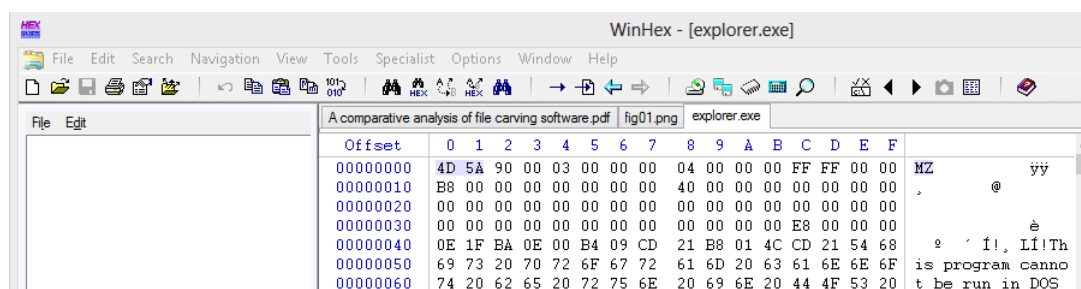 WinHex - [explorer.exe]
File Edit Search Navigation View Tools Specialist Options Window Help
File Edit
A comparative analysis of file carving software.pdf fig01.png explorer.exe
Offset 0 1 2 3 4 5 6 7 8 9 A B C D E F
00000000 4D 5A 90 00 03 00 00 00 04 00 00 00 FF FF 00 00 MZ ÿÿ
00000010 B8 00 00 00 00 00 00 00 40 00 00 00 00 00 00 00 ¸ @
00000020 00 00 00 00 00 00 00 00 00 00 00 00 00 00 00 00
00000030 00 00 00 00 00 00 00 00 00 00 00 00 E8 00 00 00 è
00000040 0E 1F BA 0E 00 B4 09 CD 21 B8 01 4C CD 21 54 68 º ´ Í!¸ LÍ!Th
00000050 69 73 20 70 72 6F 67 72 61 6D 20 63 61 6E 6E 6F is program canno
00000060 74 20 62 65 20 72 75 6E 20 69 6E 20 44 4F 53 20 t be run in DOS